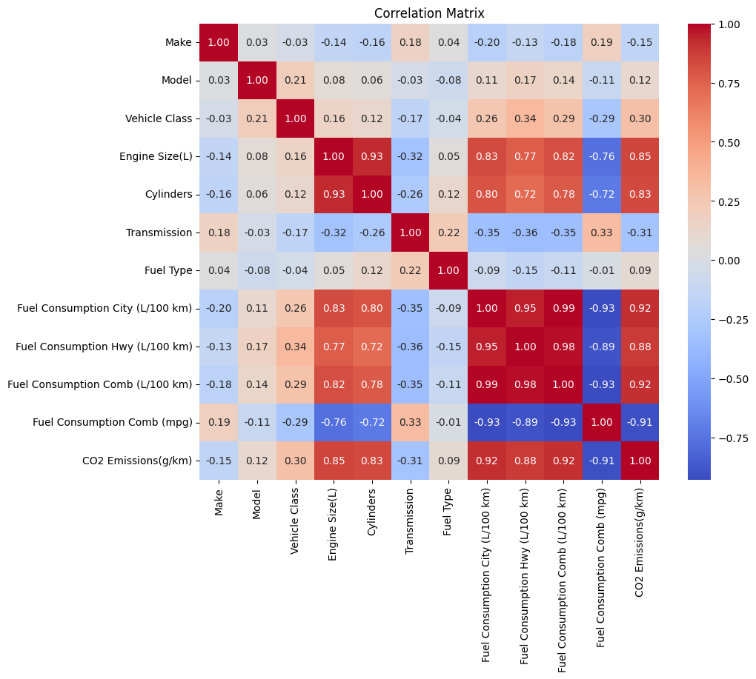 Correlation Matrix
Make 1.00 0.03 -0.03 -0.14 -0.16 0.18 0.04 -0.20 -0.13 -0.18 0.19 -0.15
Model 0.03 1.00 0.21 0.08 0.06 -0.03 -0.08 0.11 0.17 0.14 -0.11 0.12
Vehicle Class -0.03 0.21 1.00 0.16 0.12 -0.17 -0.04 0.26 0.34 0.29 -0.29 0.30
Engine Size(L) -0.14 0.08 0.16 1.00 0.93 -0.32 0.05 0.83 0.77 0.82 -0.76 0.85
Cylinders -0.16 0.06 0.12 0.93 1.00 -0.26 0.12 0.80 0.72 0.78 -0.72 0.83
Transmission 0.18 -0.03 -0.17 -0.32 -0.26 1.00 0.22 -0.35 -0.36 -0.35 0.33 -0.31
Fuel Type 0.04 -0.08 -0.04 0.05 0.12 0.22 1.00 -0.09 -0.15 -0.11 -0.01 0.09
Fuel Consumption City (L/100 km) -0.20 0.11 0.26 0.83 0.80 -0.35 -0.09 1.00 0.95 0.99 -0.93 0.92
Fuel Consumption Hwy (L/100 km) -0.13 0.17 0.34 0.77 0.72 -0.36 -0.15 0.95 1.00 0.98 -0.89 0.88
Fuel Consumption Comb (L/100 km) -0.18 0.14 0.29 0.82 0.78 -0.35 -0.11 0.99 0.98 1.00 -0.93 0.92
Fuel Consumption Comb (mpg) 0.19 -0.11 -0.29 -0.76 -0.72 0.33 -0.01 -0.93 -0.89 -0.93 1.00 -0.91
CO2 Emissions(g/km) -0.15 0.12 0.30 0.85 0.83 -0.31 0.09 0.92 0.88 0.92 -0.91 1.00
Make
Model
Vehicle Class
Engine Size(L)
Cylinders
Transmission
Fuel Type
Fuel Consumption City (L/100 km)
Fuel Consumption Hwy (L/100 km)
Fuel Consumption Comb (L/100 km)
Fuel Consumption Comb (mpg)
CO2 Emissions(g/km)
1.00
0.75
0.50
0.25
0.00
-0.25
-0.50
-0.75